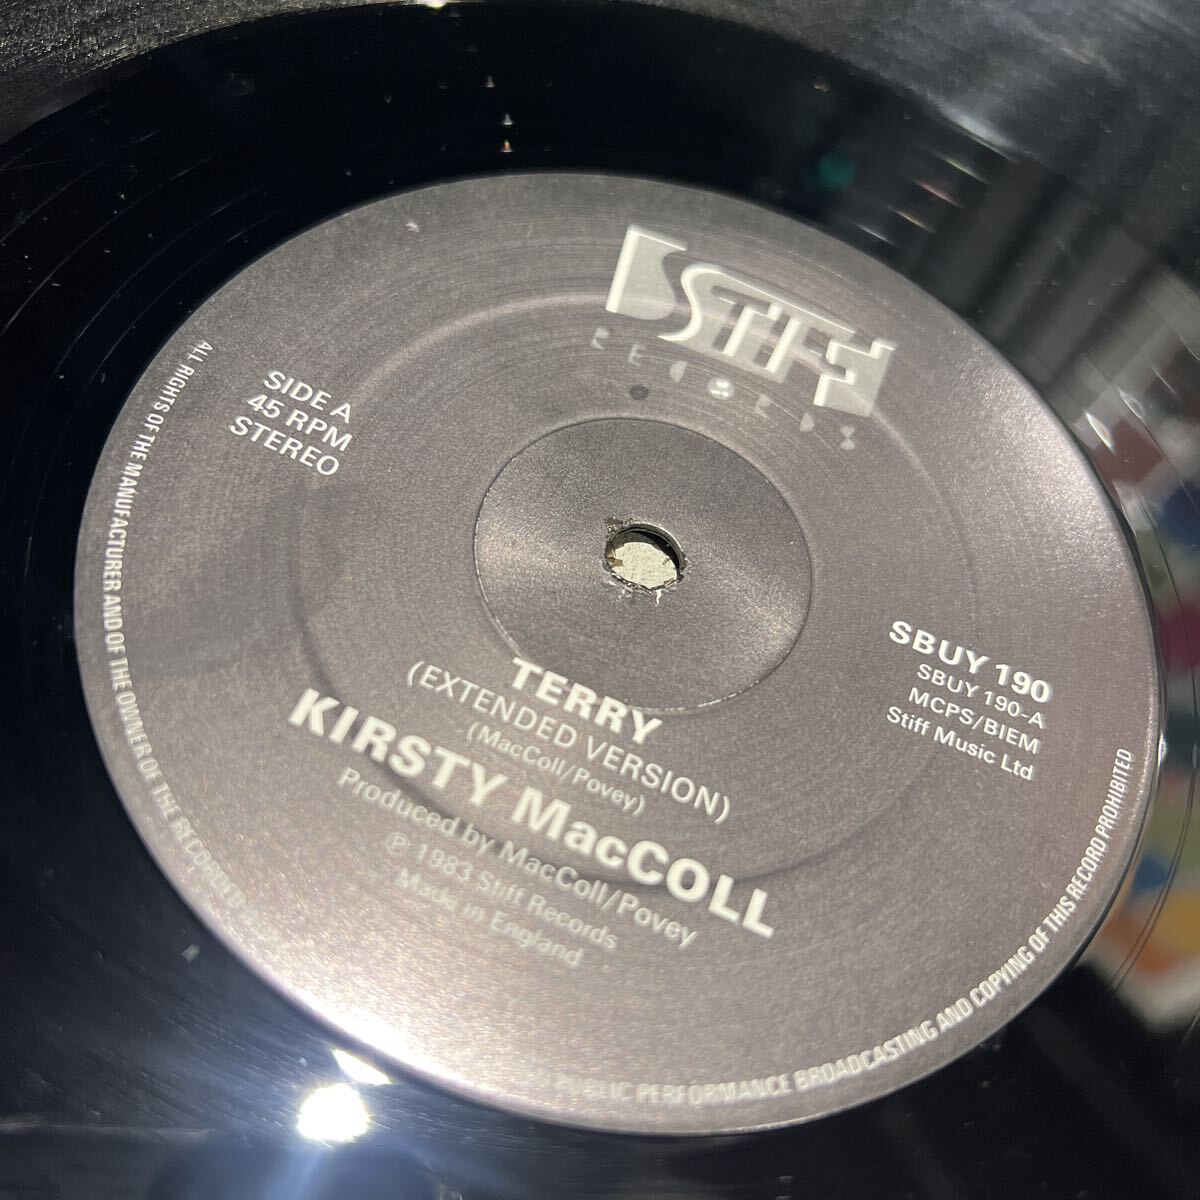 STIFF
RECORDS
SIDE A
45 RPM
STEREO
SBUY 190
SBUY 190-A
MCPS/BIEM
Stiff Music Ltd
TERRY
(EXTENDED VERSION)
(MacColl/Povey)
KIRSTY MacCOLL
Produced by MacColl/Povey
℗ 1983 Stiff Records
Made in England
ALL RIGHTS OF THE MANUFACTURER AND OF THE OWNER OF THE RECORDED
PUBLIC PERFORMANCE BROADCASTING AND COPYING OF THIS RECORD PROHIBITED